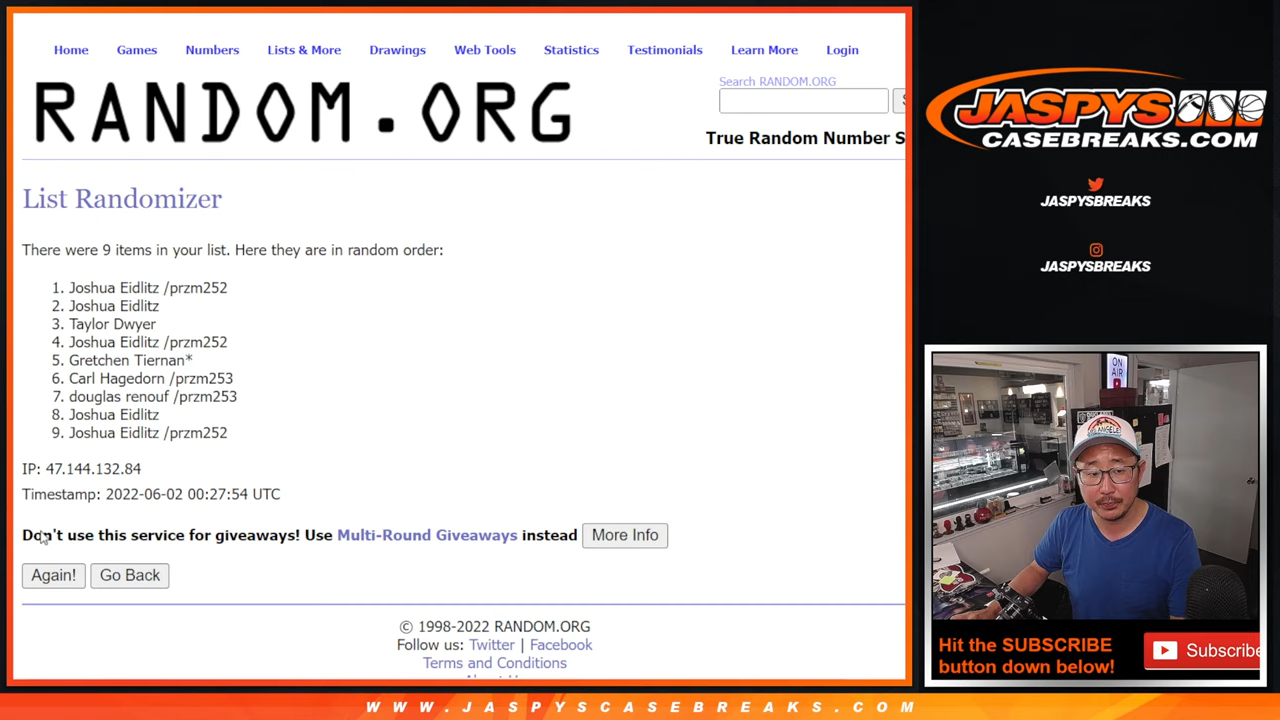 Home Games Numbers Lists & More Drawings Web Tools Statistics Testimonials Learn More Login
RANDOM.ORG
Search RANDOM.ORG
True Random Number S
List Randomizer
There were 9 items in your list. Here they are in random order:
1. Joshua Eidlitz /przm252
2. Joshua Eidlitz
3. Taylor Dwyer
4. Joshua Eidlitz /przm252
5. Gretchen Tiernan*
6. Carl Hagedorn /przm253
7. douglas renouf /przm253
8. Joshua Eidlitz
9. Joshua Eidlitz /przm252
IP: 47.144.132.84
Timestamp: 2022-06-02 00:27:54 UTC
Don't use this service for giveaways! Use Multi-Round Giveaways instead More Info
Again! Go Back
© 1998-2022 RANDOM.ORG
Follow us: Twitter | Facebook
Terms and Conditions
JASPYS
CASEBREAKS.COM
JASPYSBREAKS
JASPYSBREAKS
ON
AIR
Hit the SUBSCRIBE
button down below!
Subscribe
WWW.JASPYSCASEBREAKS.COM